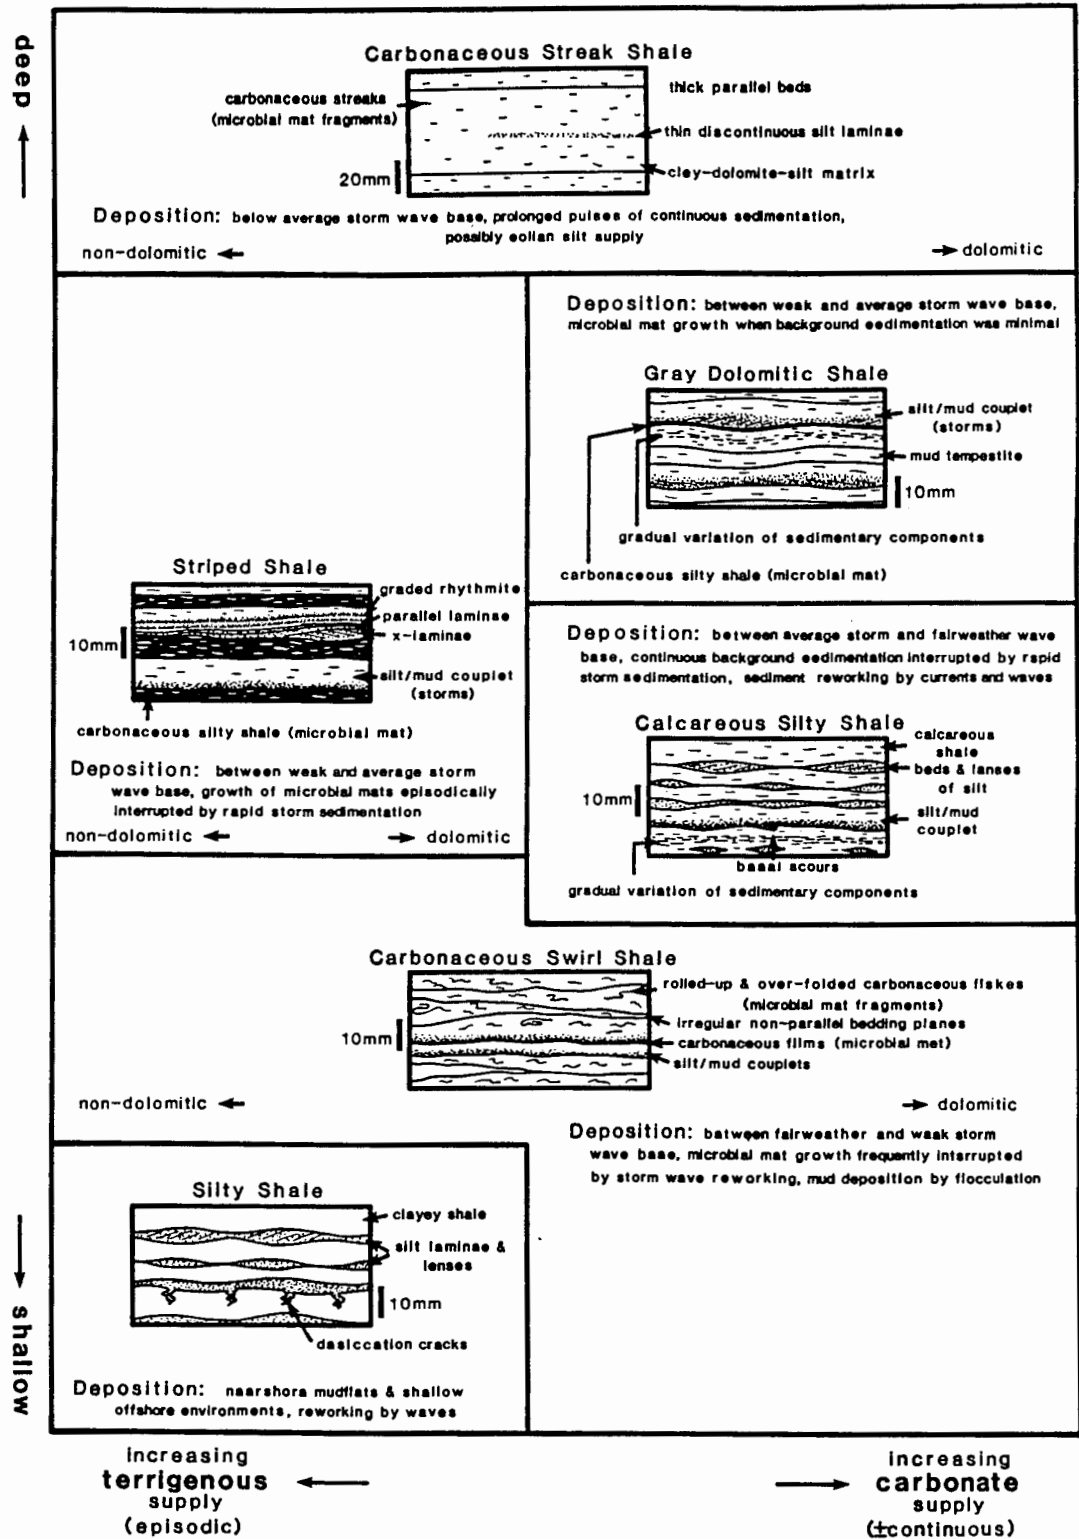 deep
Carbonaceous Streak Shale
carbonaceous streaks
(microbial mat fragments)
thick parallel beds
thin discontinuous silt laminae
cley-dolomite-silt matrix
20mm
Deposition: below average storm wave base, prolonged pulses of continuous sedimentation,
possibly eolian silt supply
non-dolomitic
dolomitic
Deposition: between weak and average storm wave base,
microbial mat growth when background sedimentation was minimal
Gray Dolomitic Shale
silt/mud couplet
(storms)
mud tempestite
10mm
gradual variation of sedimentary components
carbonaceous silty shale (microbial mat)
Striped Shale
graded rhythmite
parallel laminae
x-laminae
10mm
silt/mud couplet
(storms)
carbonaceous silty shale (microbial mat)
Deposition: between weak and average storm
wave base, growth of microbial mats episodically
interrupted by rapid storm sedimentation
non-dolomitic
dolomitic
Deposition: between average storm and fairweather wave
base, continuous background sedimentation interrupted by rapid
storm sedimentation, sediment reworking by currents and waves
Calcareous Silty Shale
calcareous
shale
beds & lanses
of silt
10mm
silt/mud
couplet
basal scours
gradual variation of sedimentary components
Carbonaceous Swirl Shale
rolled-up & over-folded carbonaceous flakes
(microbial mat fragments)
irregular non-parallel bedding planes
10mm
carbonaceous films (microbial met)
silt/mud couplets
non-dolomitic
dolomitic
Deposition: batween fairweather and waak storm
wave base, microbial mat growth frequently interrupted
by storm wave reworking, mud deposition by flocculation
Silty Shale
clayey shale
silt laminae &
lenses
10mm
dasiccation cracks
Deposition: naarshora mudflats & shallow
offshore environments, reworking by waves
shallow
increasing
terrigenous
supply
(episodic)
increasing
carbonate
supply
(±continuous)